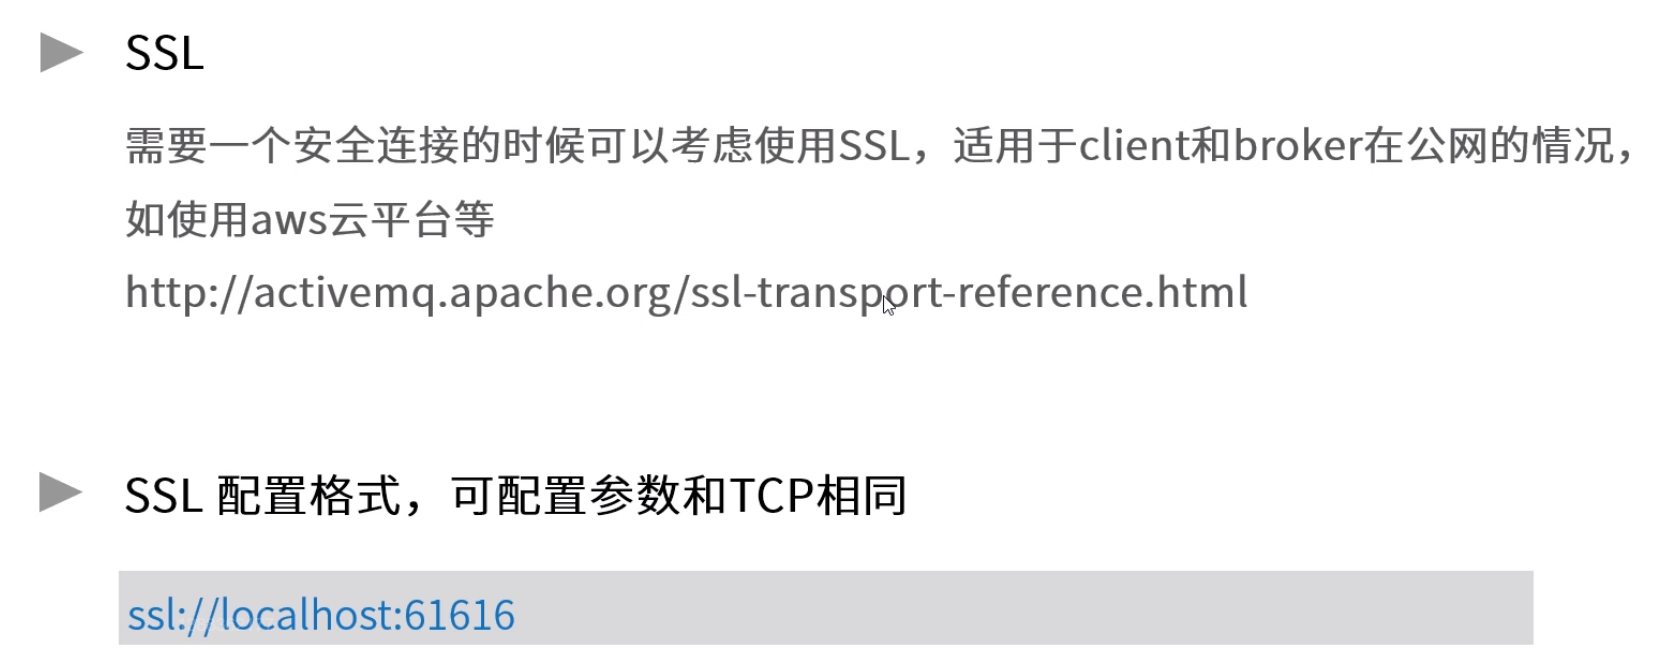 SSL
需要一个安全连接的时候可以考虑使用SSL，适用于client和broker在公网的情况，
如使用aws云平台等
http://activemq.apache.org/ssl-transport-reference.html
SSL 配置格式，可配置参数和TCP相同
ssl://localhost:61616